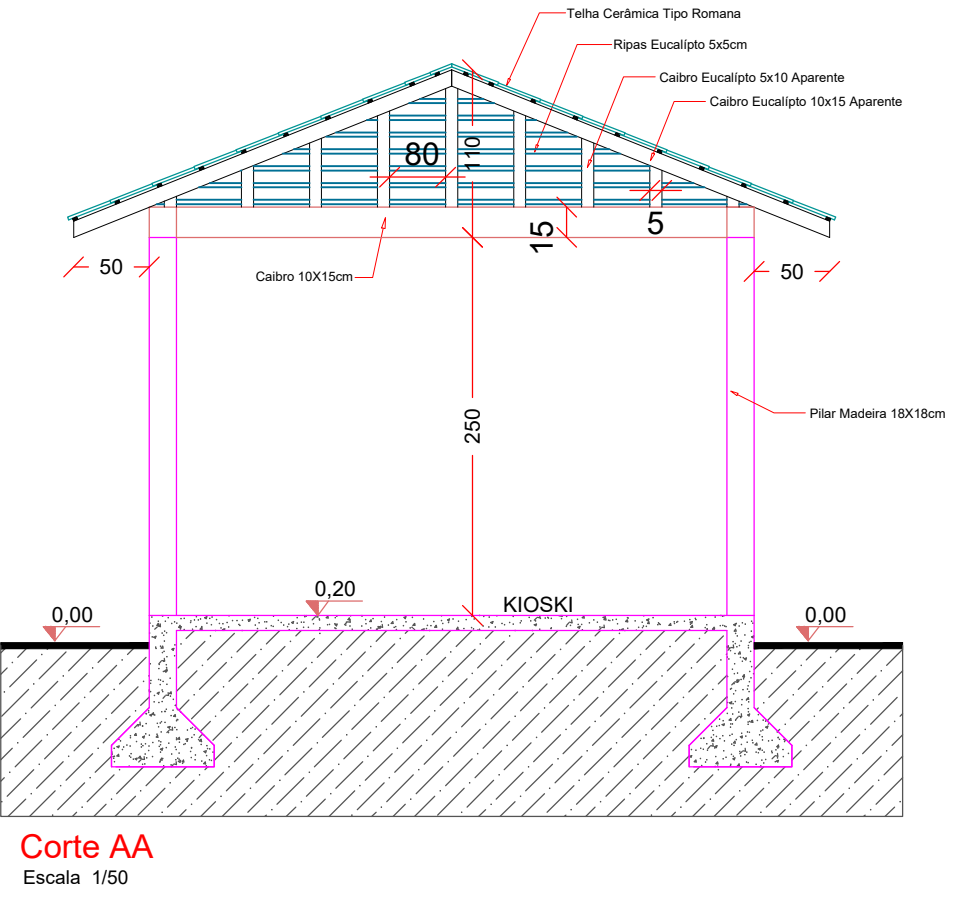 Telha Cerâmica Tipo Romana
Ripas Eucalípto 5x5cm
Caibro Eucalípto 5x10 Aparente
Caibro Eucalípto 10x15 Aparente
80
110
5
15
50
Caibro 10X15cm
50
250
Pilar Madeira 18X18cm
0,20
KIOSKI
0,00
0,00
Corte AA
Escala 1/50